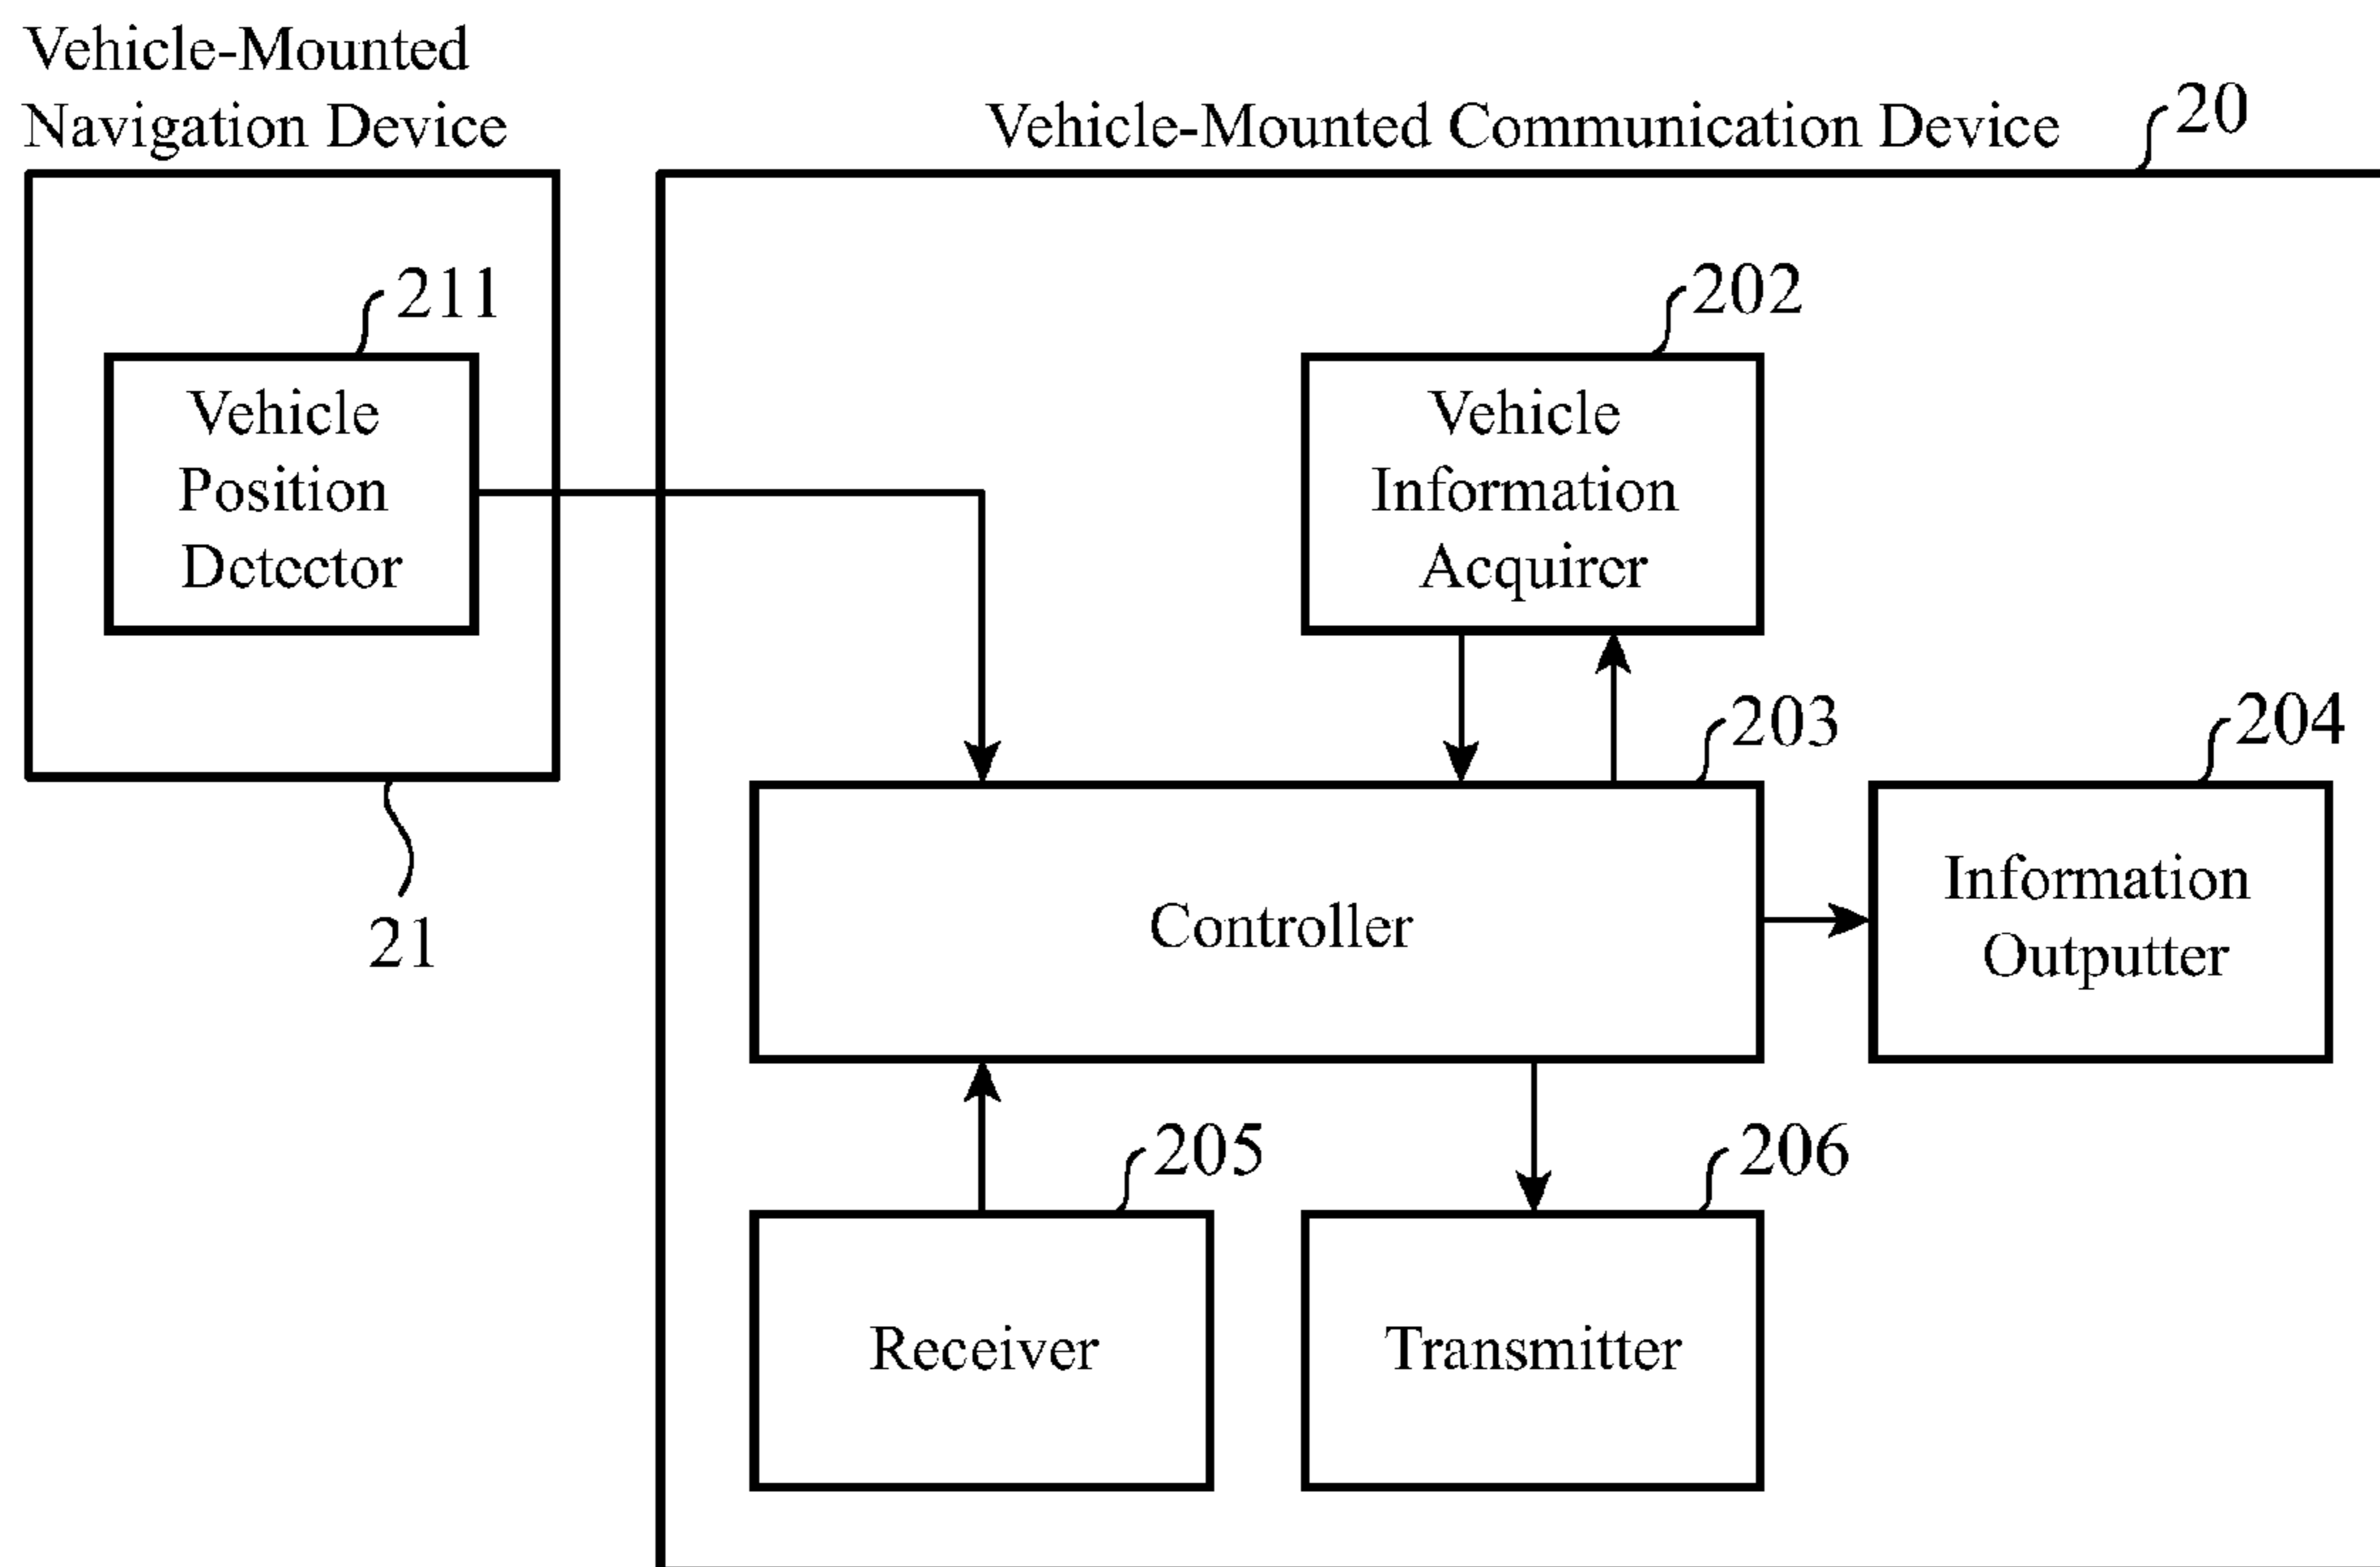 Vehicle-Mounted
Navigation Device
Vehicle-Mounted Communication Device
20
211
202
Vehicle
Position
Detector
Vehicle
Information
Acquirer
203
204
21
Controller
Information
Outputter
205
206
Receiver
Transmitter